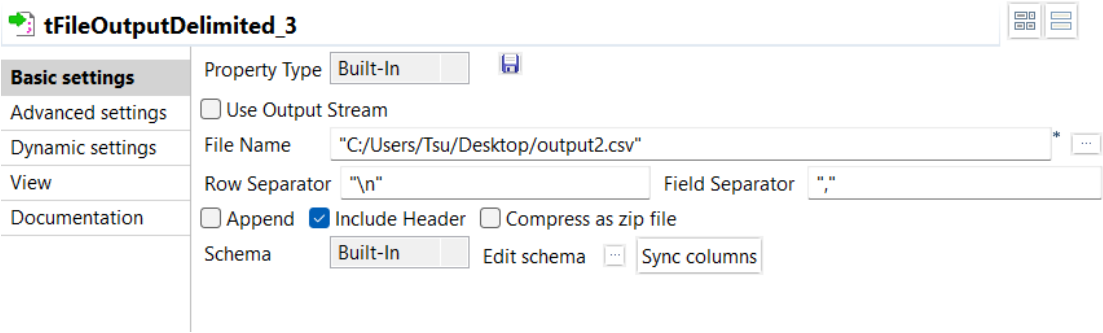 tFileOutputDelimited_3
Basic settings
Advanced settings
Dynamic settings
View
Documentation
Property Type Built-In
Use Output Stream
File Name "C:/Users/Tsu/Desktop/output2.csv" * ...
Row Separator "\n" Field Separator ","
Append Include Header Compress as zip file
Schema Built-In Edit schema ... Sync columns